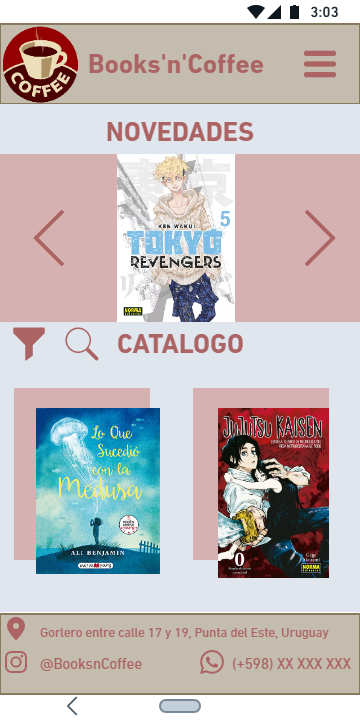 3:03
COFFEE
Books'n'Coffee
NOVEDADES
KEN WAKUI
5
TOKYO
REVENGERS
NORMA
CATALOGO
Lo Que
Sucedió
con la
Medusa
ALI BENJAMIN
JUJUTSU KAISEN
0
Gege
Akutami
NORMA
Gorlero entre calle 17 y 19, Punta del Este, Uruguay
@BooksnCoffee
(+598) XX XXX XXX